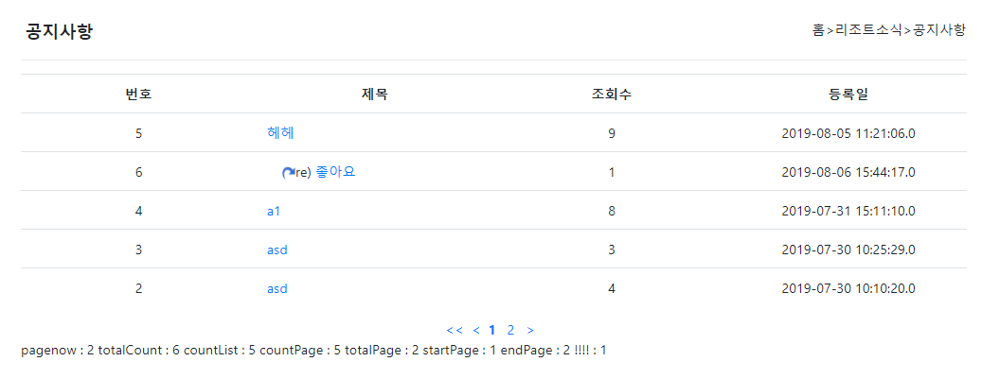 공지사항
홈>리조트소식>공지사항
번호 제목 조회수 등록일
5 헤헤 9 2019-08-05 11:21:06.0
6 re) 좋아요 1 2019-08-06 15:44:17.0
4 a1 8 2019-07-31 15:11:10.0
3 asd 3 2019-07-30 10:25:29.0
2 asd 4 2019-07-30 10:10:20.0
<< < 1 2 >
pagenow : 2 totalCount : 6 countList : 5 countPage : 5 totalPage : 2 startPage : 1 endPage : 2 !!!! : 1